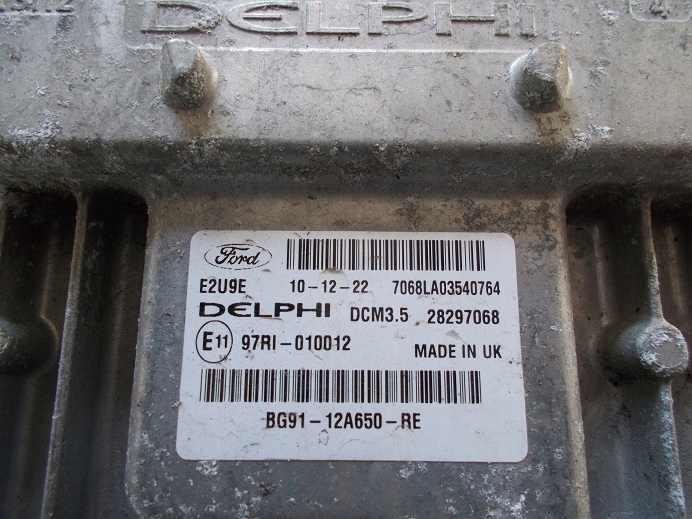 DELPHI
4
Ford
E2U9E 10-12-22 7068LA03540764
DELPHI DCM3.5 28297068
E11 97RI-010012 MADE IN UK
BG91-12A650-RE